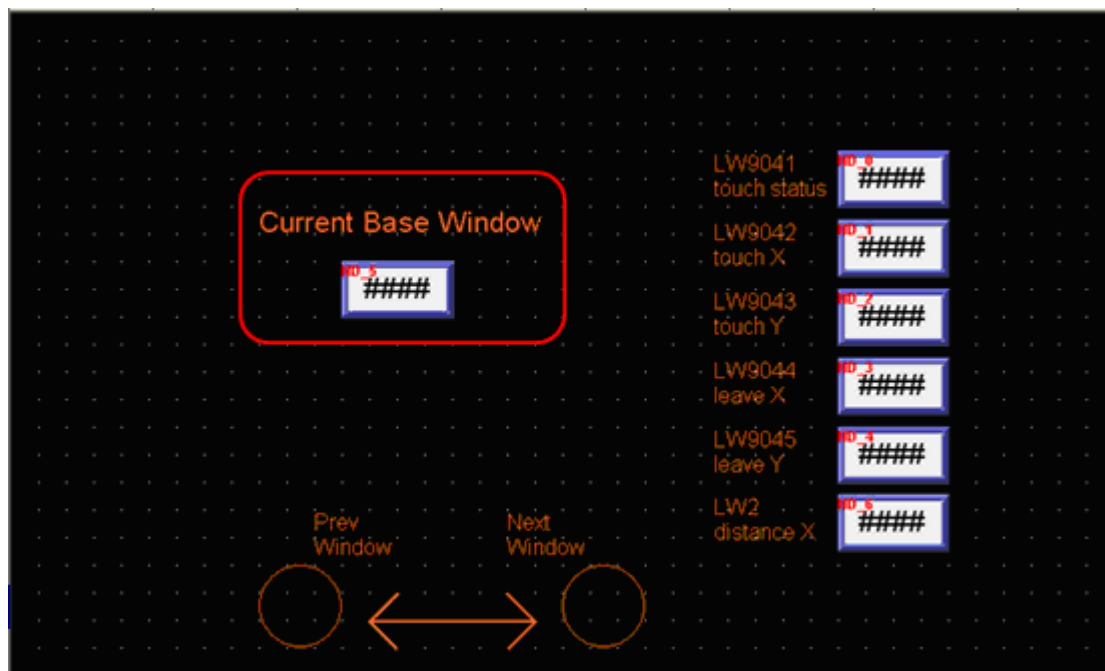 Current Base Window
ND_5
####
LW9041
touch status
ND_0
####
LW9042
touch X
ND_1
####
LW9043
touch Y
ND_2
####
LW9044
leave X
ND_3
####
LW9045
leave Y
ND_4
####
LW2
distance X
ND_6
####
Prev
Window
Next
Window